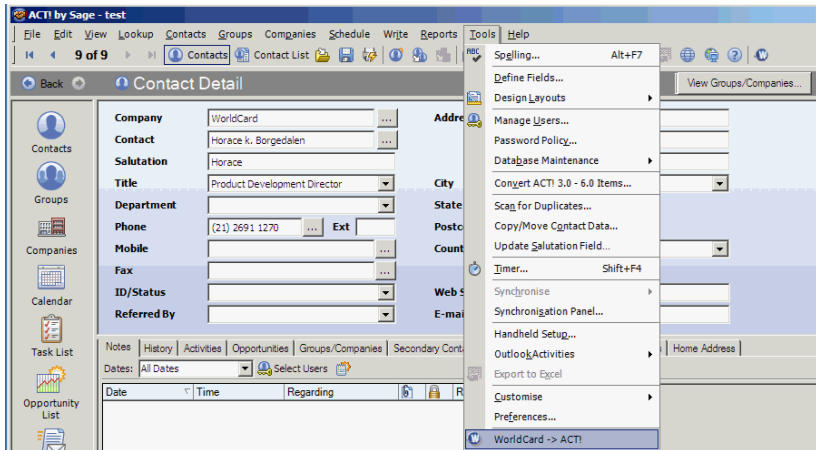 ACT! by Sage - test
File Edit View Lookup Contacts Groups Companies Schedule Write Reports Tools Help
9 of 9 Contacts Contact List
Back Contact Detail View Groups/Companies...
Contacts
Groups
Companies
Calendar
Task List
Opportunity
List
Company WorldCard ... Addre
Contact Horace k. Borgedalen ...
Salutation Horace
Title Product Development Director City
Department State
Phone (21) 2691 1270 ... Ext Postc
Mobile ... Count
Fax ...
ID/Status Web S
Referred By E-mai
Notes History Activities Opportunities Groups/Companies Secondary Conta s Home Address
Dates: All Dates Select Users
Date Time Regarding R
ABC Spelling... Alt+F7
Define Fields...
Design Layouts
Manage Users...
Password Policy...
Database Maintenance
Convert ACT! 3.0 - 6.0 Items...
Scan for Duplicates...
Copy/Move Contact Data...
Update Salutation Field...
Timer... Shift+F4
Synchronise
Synchronisation Panel...
Handheld Setup...
Outlook Activities
Export to Excel
Customise
Preferences...
W WorldCard -> ACT!